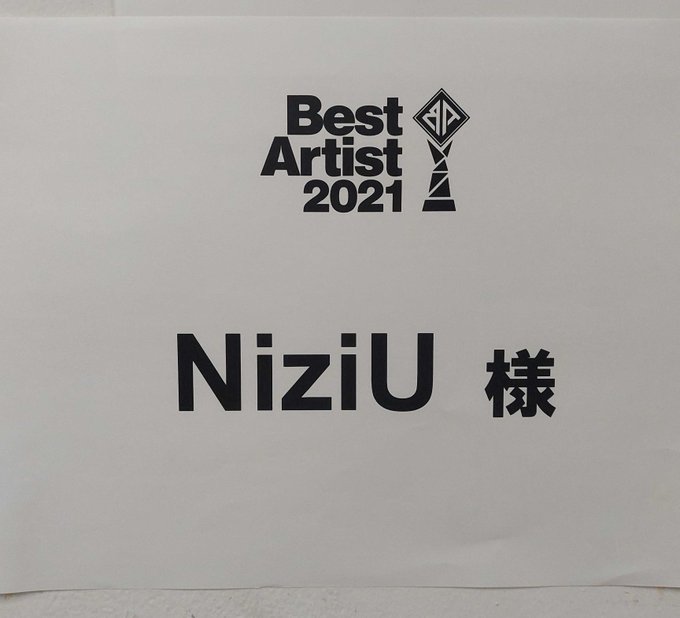 Best
Artist
2021
NiziU 様